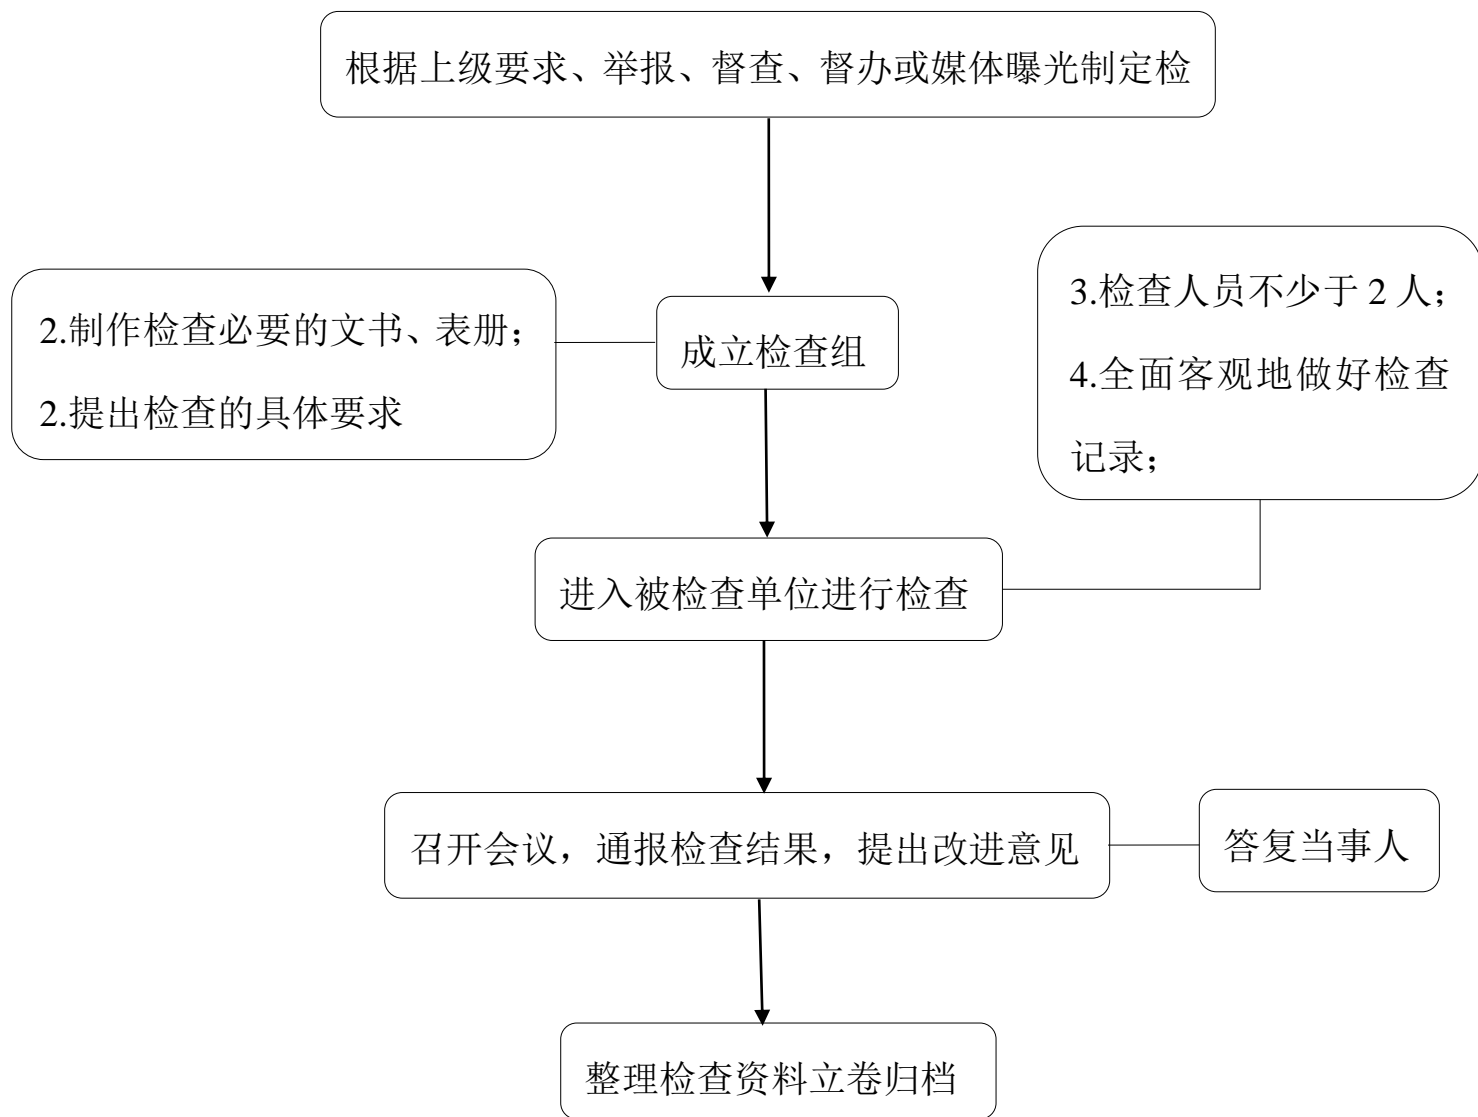 根据上级要求、举报、督查、督办或媒体曝光制定检
3.检查人员不少于 2 人；
4.全面客观地做好检查
记录；
2.制作检查必要的文书、表册；
2.提出检查的具体要求
成立检查组
进入被检查单位进行检查
召开会议，通报检查结果，提出改进意见
答复当事人
整理检查资料立卷归档